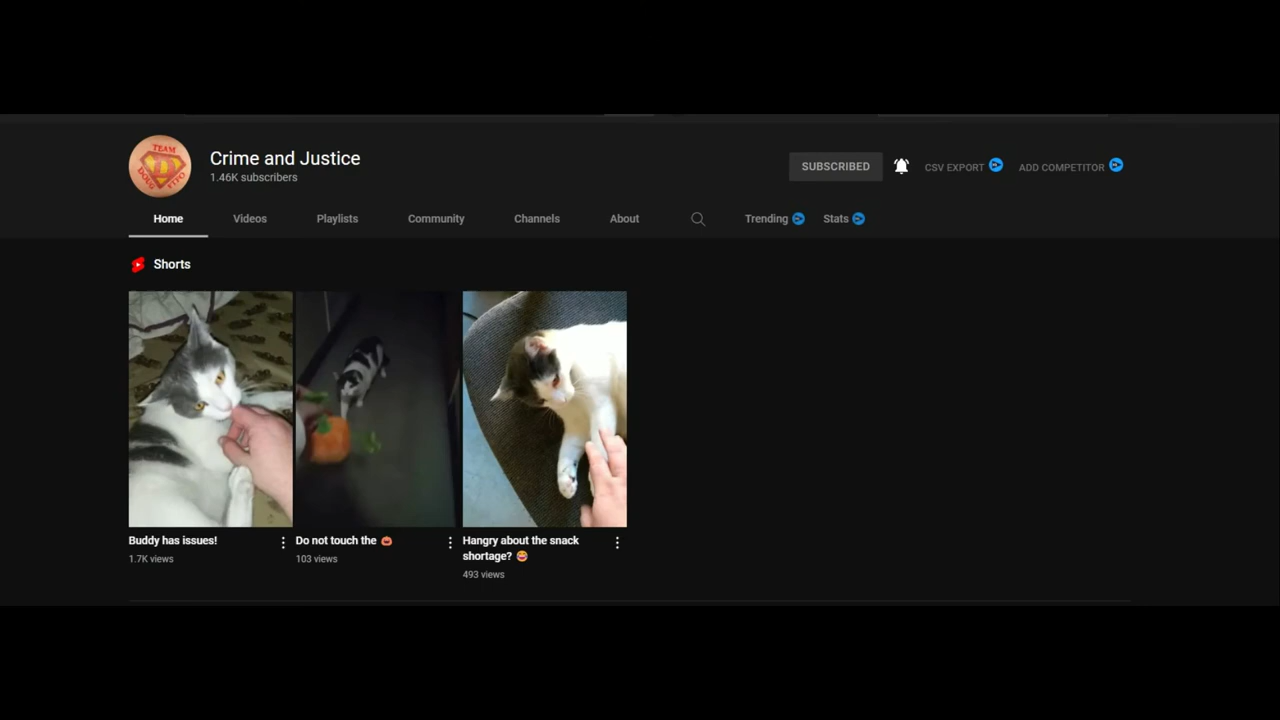 TEAM
Crime and Justice
1.46K subscribers
SUBSCRIBED
CSV EXPORT
ADD COMPETITOR
Home
Videos
Playlists
Community
Channels
About
Trending
Stats
Shorts
Buddy has issues!
1.7K views
Do not touch the 🎃
103 views
Hangry about the snack
shortage? 😂
493 views